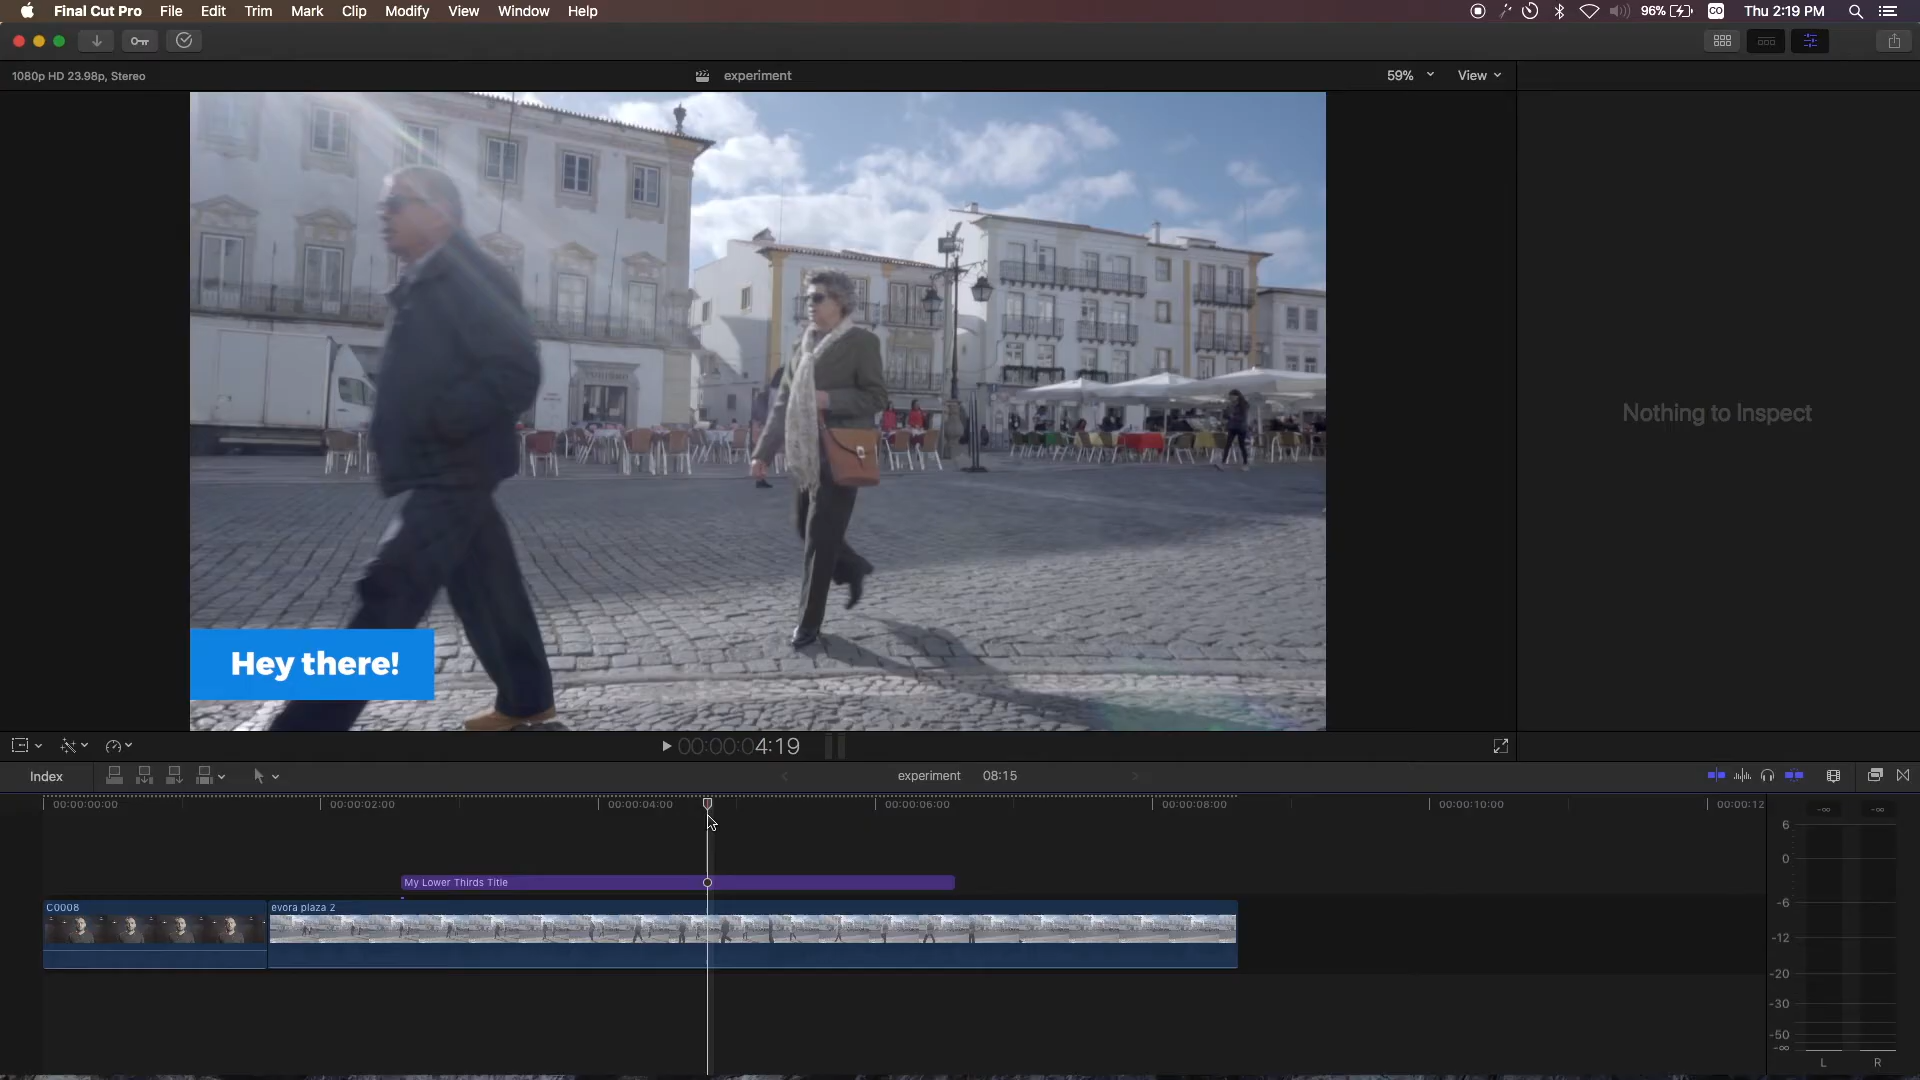 Final Cut Pro File Edit Trim Mark Clip Modify View Window Help 96% CO Thu 2:19 PM
1080p HD 23.98p, Stereo experiment 59% View
Nothing to Inspect
Hey there!
00:00:04:19
Index experiment 08:15
00:00:00:00 00:00:02:00 00:00:04:00 00:00:06:00 00:00:08:00 00:00:10:00 00:00:12
My Lower Thirds Title
C0008 evora plaza 2
-∞ -∞
6
0
-6
-12
-20
-30
-50
-∞
L R